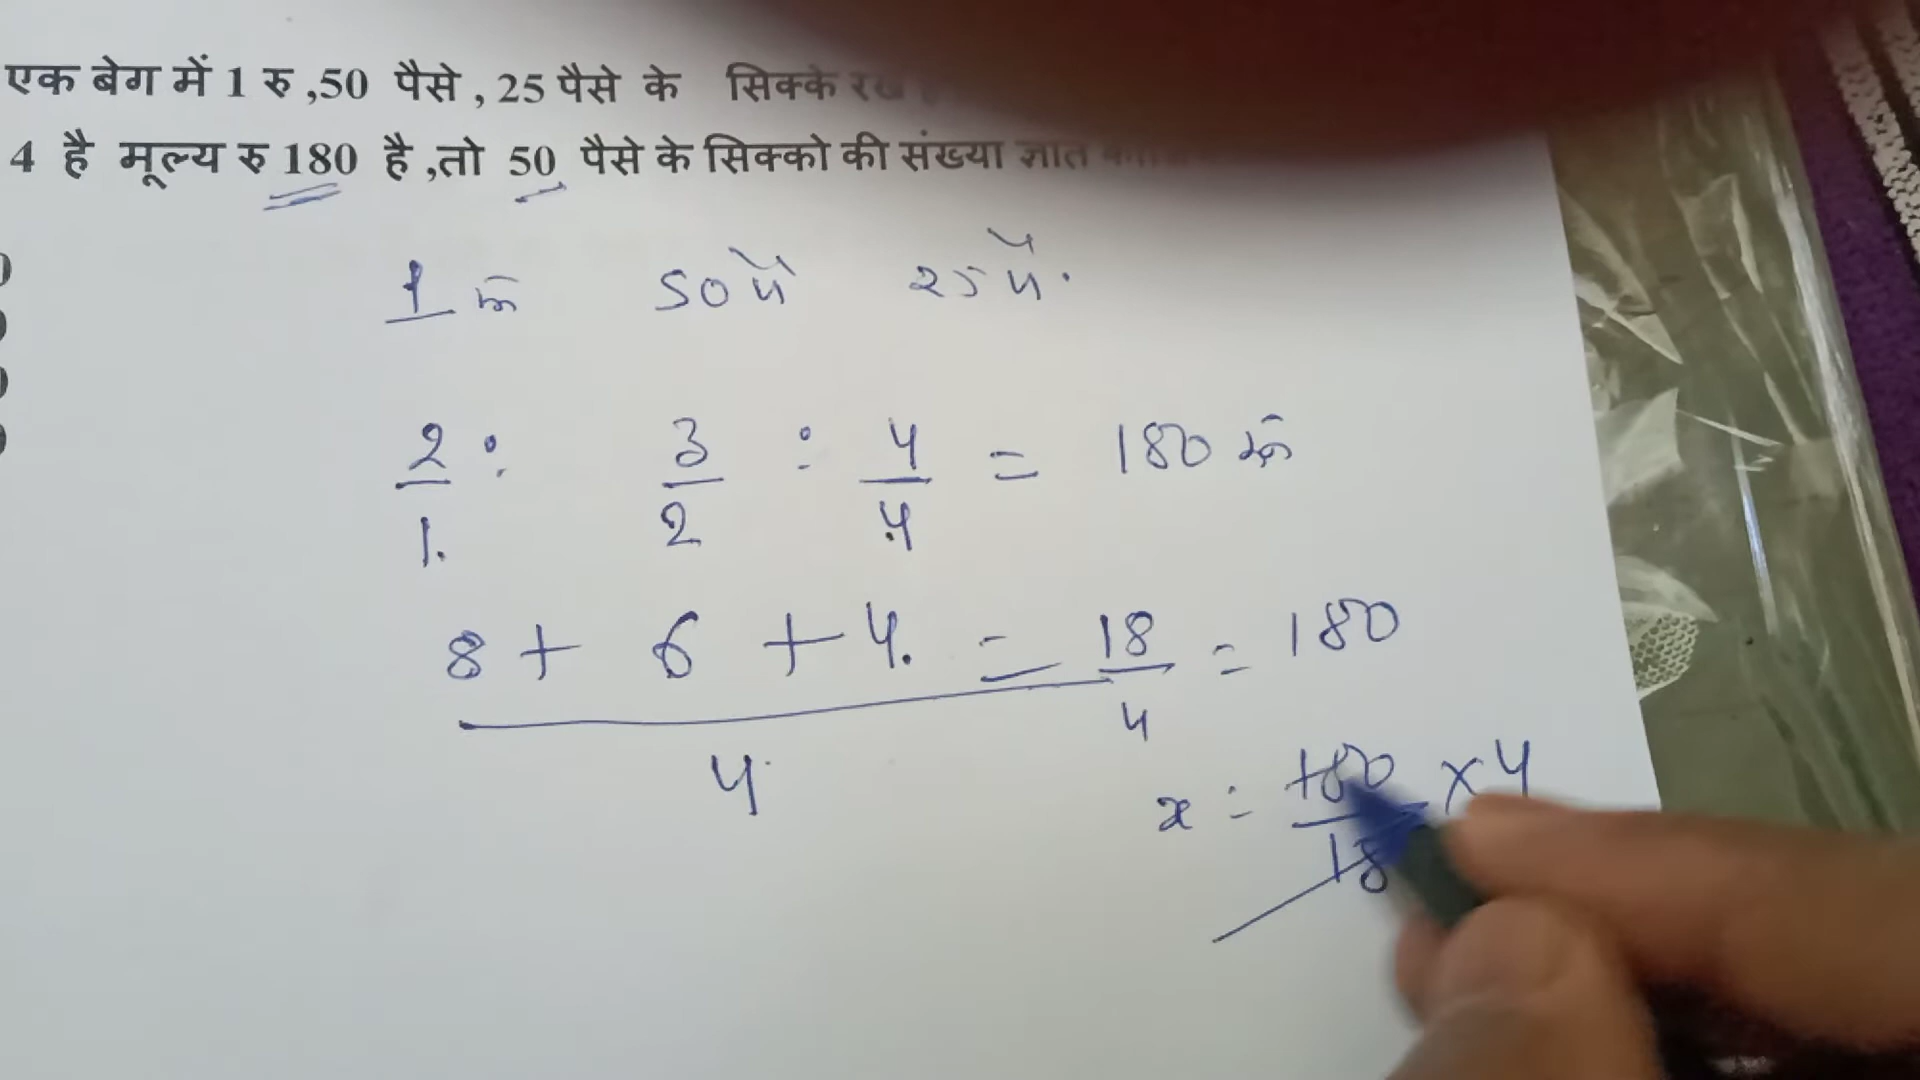 एक बेग में 1 रु ,50 पैसे , 25 पैसे के सिक्के
4 है मूल्य रु 180 है ,तो 50 पैसे के सिक्को की संख्या ज्ञात
1 रु 50 पै 25 पै.
2/1 : 3/2 : 4/4 = 180 रु
8 + 6 + 4 / 4 = 18/4 = 180
x = 180/18 × 4